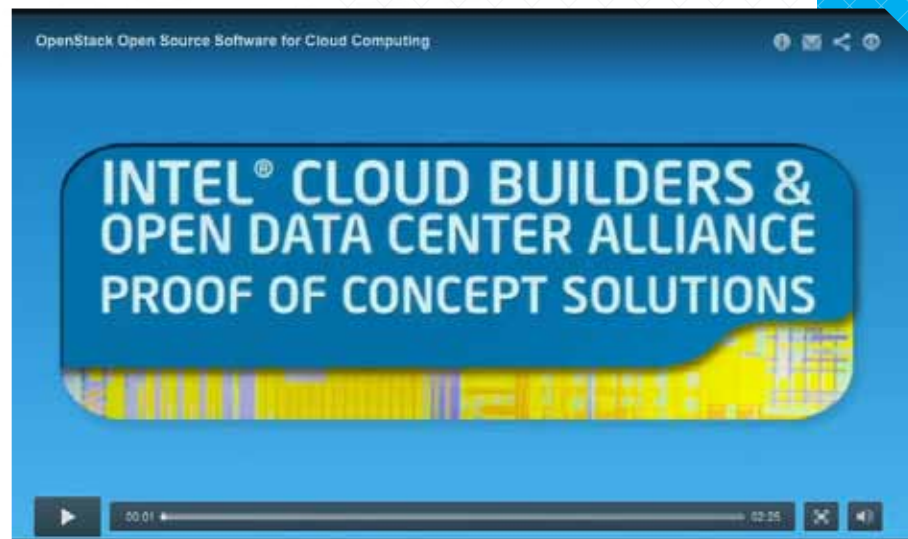 OpenStack Open Source Software for Cloud Computing
INTEL® CLOUD BUILDERS &
OPEN DATA CENTER ALLIANCE
PROOF OF CONCEPT SOLUTIONS
00:01
02:25